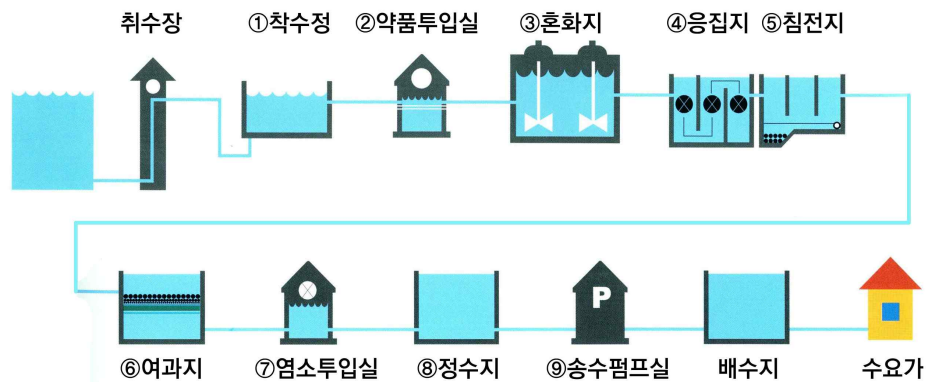 취수장 ①착수정 ②약품투입실 ③혼화지 ④응집지 ⑤침전지
P
⑥여과지 ⑦염소투입실 ⑧정수지 ⑨송수펌프실 배수지 수요가